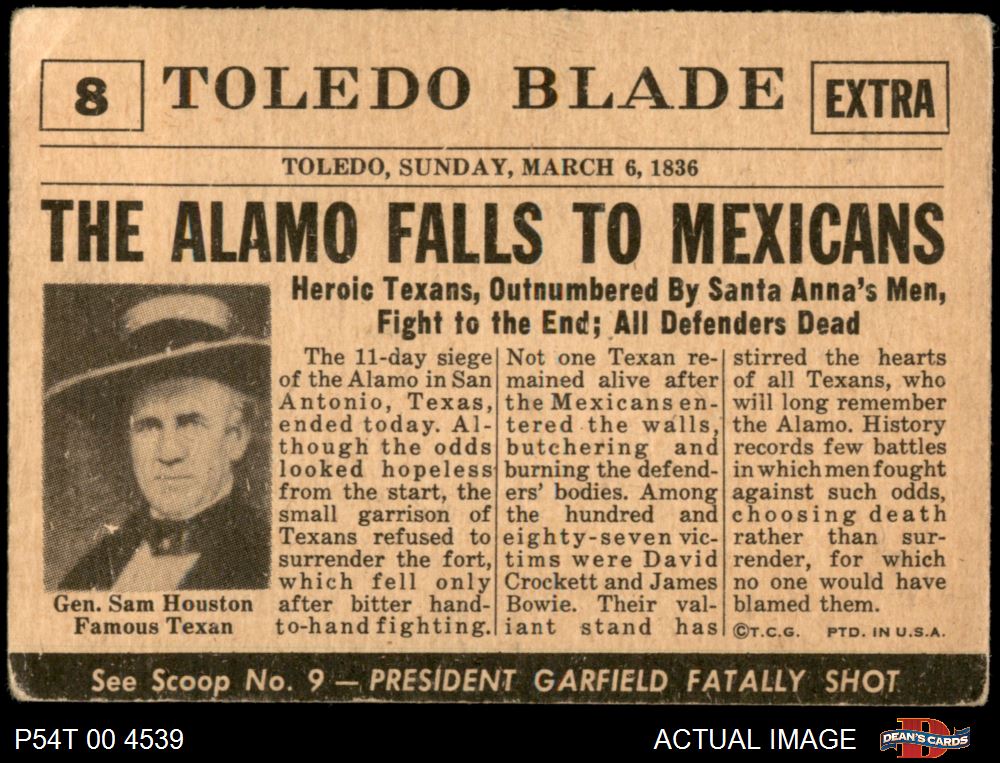 8
TOLEDO BLADE
EXTRA
TOLEDO, SUNDAY, MARCH 6, 1836
THE ALAMO FALLS TO MEXICANS
Heroic Texans, Outnumbered By Santa Anna's Men,
Fight to the End; All Defenders Dead
Gen. Sam Houston
Famous Texan
The 11-day siege
of the Alamo in San
Antonio, Texas,
ended today. Al-
though the odds
looked hopeless
from the start, the
small garrison of
Texans refused to
surrender the fort,
which fell only
after bitter hand-
to-hand fighting.
Not one Texan re-
mained alive after
the Mexicans en-
tered the walls,
butchering and
burning the defend-
ers' bodies. Among
the hundred and
eighty-seven vic-
tims were David
Crockett and James
Bowie. Their val-
iant stand has
stirred the hearts
of all Texans, who
will long remember
the Alamo. History
records few battles
in which men fought
against such odds,
choosing death
rather than sur-
render, for which
no one would have
blamed them.
©T.C.G. PTD. IN U.S.A.
See Scoop No. 9 — PRESIDENT GARFIELD FATALLY SHOT
P54T 00 4539
ACTUAL IMAGE
D
DEAN'S CARDS